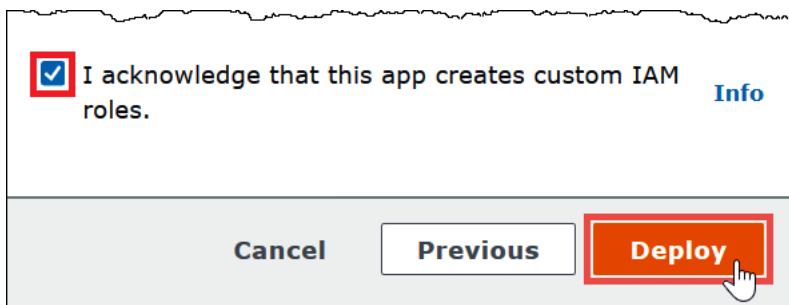 I acknowledge that this app creates custom IAM
roles.
Info
Cancel
Previous
Deploy